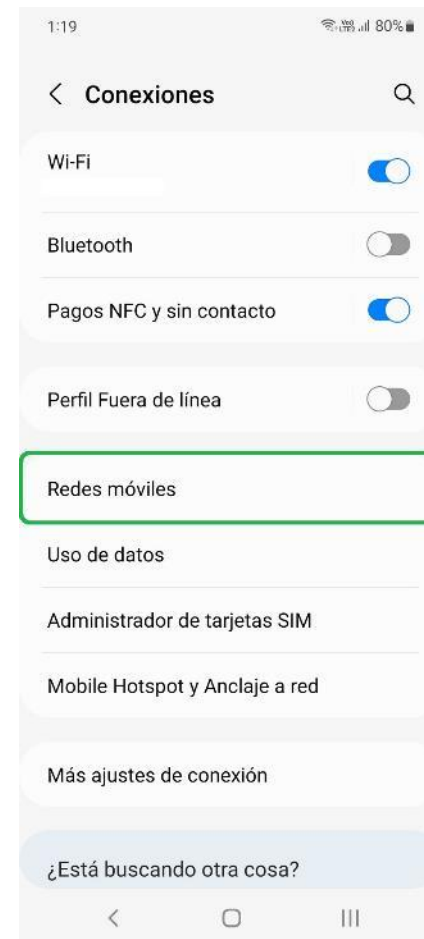 1:19 80%
Conexiones
Wi-Fi
Bluetooth
Pagos NFC y sin contacto
Perfil Fuera de línea
Redes móviles
Uso de datos
Administrador de tarjetas SIM
Mobile Hotspot y Anclaje a red
Más ajustes de conexión
¿Está buscando otra cosa?